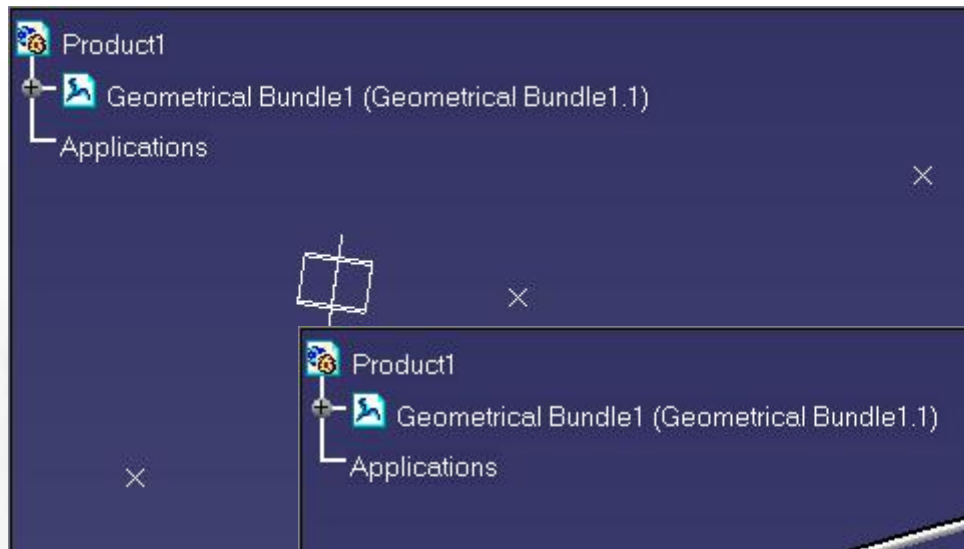 Product1
Geometrical Bundle1 (Geometrical Bundle1.1)
Applications
Product1
Geometrical Bundle1 (Geometrical Bundle1.1)
Applications